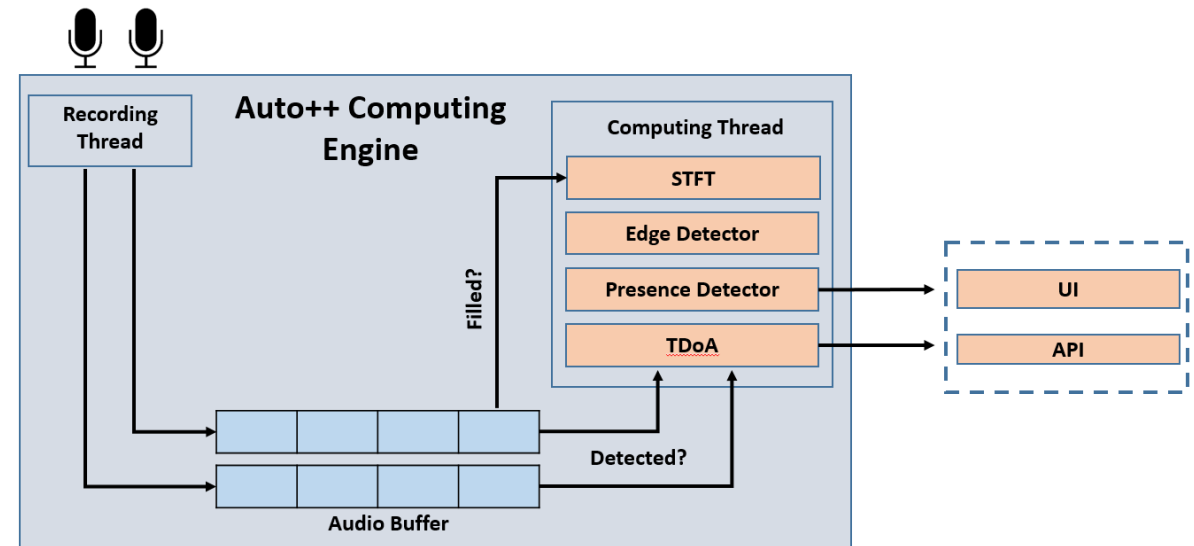 Recording
Thread
Auto++ Computing
Engine
Computing Thread
STFT
Edge Detector
Presence Detector
TDoA
UI
API
Filled?
Detected?
Audio Buffer